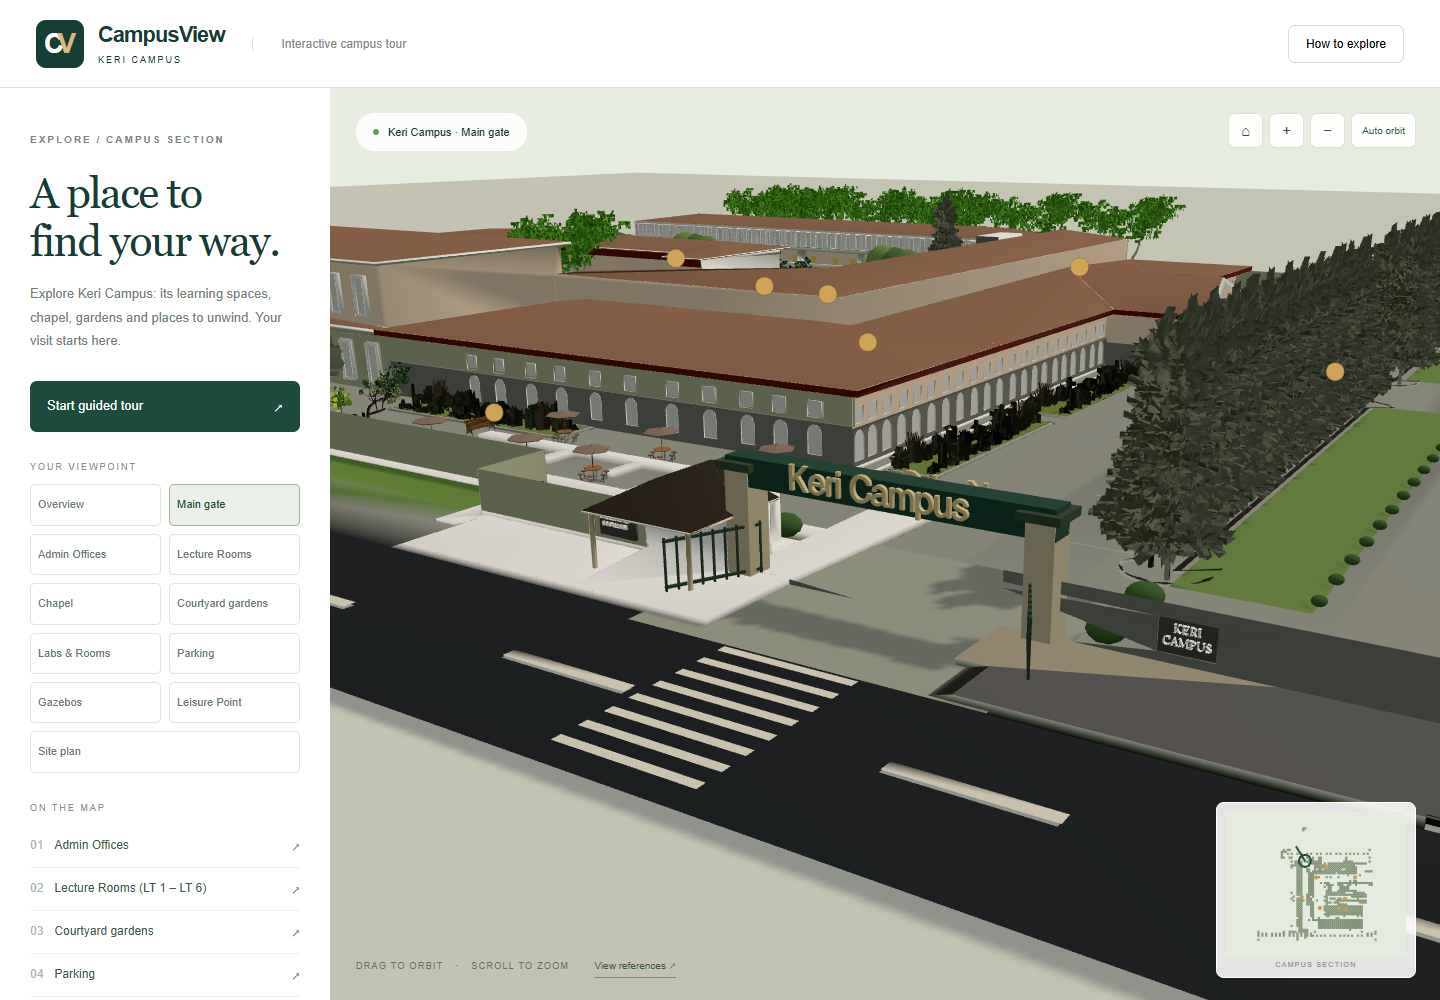 CV
CampusView
KERI CAMPUS
Interactive campus tour
How to explore
EXPLORE / CAMPUS SECTION
A place to
find your way.
Explore Keri Campus: its learning spaces,
chapel, gardens and places to unwind. Your
visit starts here.
Start guided tour ↗
YOUR VIEWPOINT
Overview
Main gate
Admin Offices
Lecture Rooms
Chapel
Courtyard gardens
Labs & Rooms
Parking
Gazebos
Leisure Point
Site plan
ON THE MAP
01 Admin Offices ↗
02 Lecture Rooms (LT 1 – LT 6) ↗
03 Courtyard gardens ↗
04 Parking ↗
Keri Campus · Main gate
⌂
+
−
Auto orbit
Keri Campus
KERI
CAMPUS
DRAG TO ORBIT · SCROLL TO ZOOM
View references ↗
CAMPUS SECTION